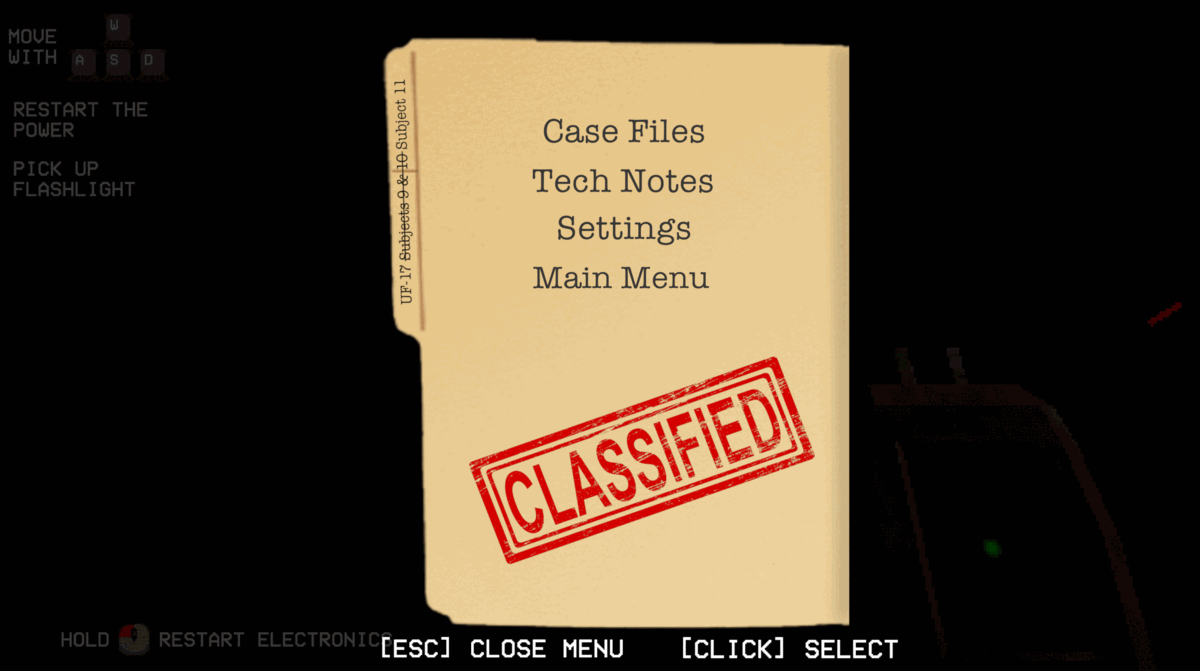 MOVE
WITH
W
A S D
RESTART THE
POWER
PICK UP
FLASHLIGHT
UF-17 Subjects 9 & 10 Subject 11
Case Files
Tech Notes
Settings
Main Menu
CLASSIFIED
HOLD RESTART ELECTRONICS
[ESC] CLOSE MENU [CLICK] SELECT